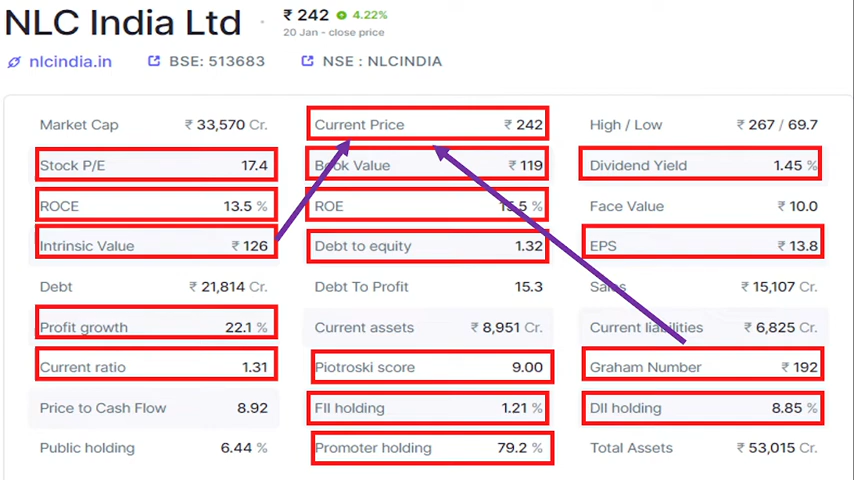 NLC India Ltd
₹ 242 4.22%
20 Jan - close price
nlcindia.in BSE: 513683 NSE : NLCINDIA
Market Cap ₹ 33,570 Cr. Current Price ₹ 242 High / Low ₹ 267 / 69.7
Stock P/E 17.4 Book Value ₹ 119 Dividend Yield 1.45 %
ROCE 13.5 % ROE 15.5 % Face Value ₹ 10.0
Intrinsic Value ₹ 126 Debt to equity 1.32 EPS ₹ 13.8
Debt ₹ 21,814 Cr. Debt To Profit 15.3 Sales ₹ 15,107 Cr.
Profit growth 22.1 % Current assets ₹ 8,951 Cr. Current liabilities ₹ 6,825 Cr.
Current ratio 1.31 Piotroski score 9.00 Graham Number ₹ 192
Price to Cash Flow 8.92 FII holding 1.21 % DII holding 8.85 %
Public holding 6.44 % Promoter holding 79.2 % Total Assets ₹ 53,015 Cr.